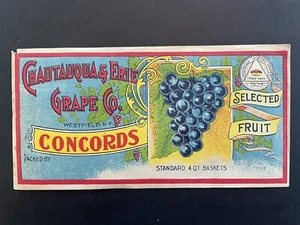 CHAUTAUQUA & ERIE
GRAPE CO.
WESTFIELD, N.Y.
CONCORDS
PACKED BY
SELECTED
FRUIT
STANDARD 4 QT BASKETS